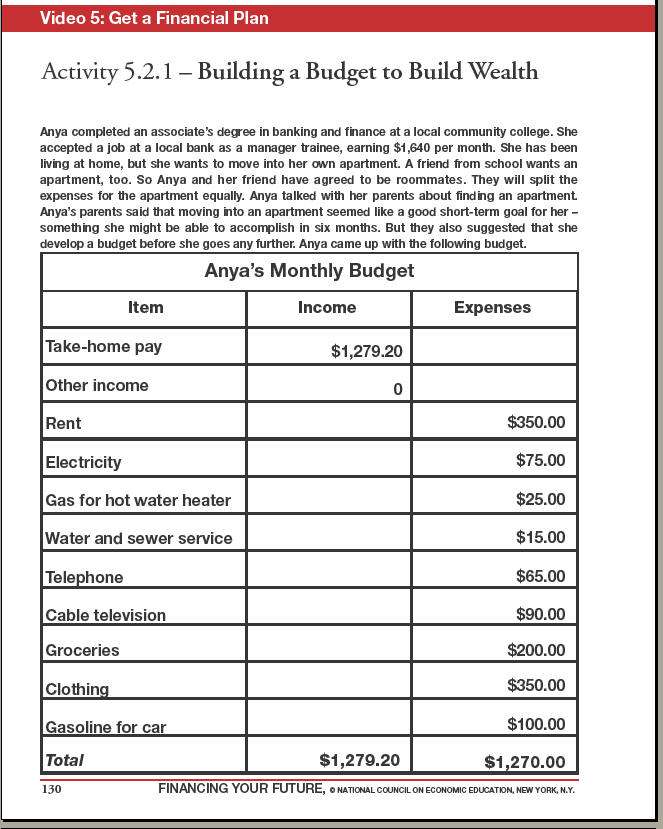 Video 5: Get a Financial Plan
Activity 5.2.1 – Building a Budget to Build Wealth
Anya completed an associate's degree in banking and finance at a local community college. She
accepted a job at a local bank as a manager trainee, earning $1,640 per month. She has been
living at home, but she wants to move into her own apartment. A friend from school wants an
apartment, too. So Anya and her friend have agreed to be roommates. They will split the
expenses for the apartment equally. Anya talked with her parents about finding an apartment.
Anya's parents said that moving into an apartment seemed like a good short-term goal for her –
something she might be able to accomplish in six months. But they also suggested that she
develop a budget before she goes any further. Anya came up with the following budget.
Anya's Monthly Budget
Item Income Expenses
Take-home pay $1,279.20
Other income 0
Rent $350.00
Electricity $75.00
Gas for hot water heater $25.00
Water and sewer service $15.00
Telephone $65.00
Cable television $90.00
Groceries $200.00
Clothing $350.00
Gasoline for car $100.00
Total $1,279.20 $1,270.00
130 FINANCING YOUR FUTURE, © NATIONAL COUNCIL ON ECONOMIC EDUCATION, NEW YORK, N.Y.